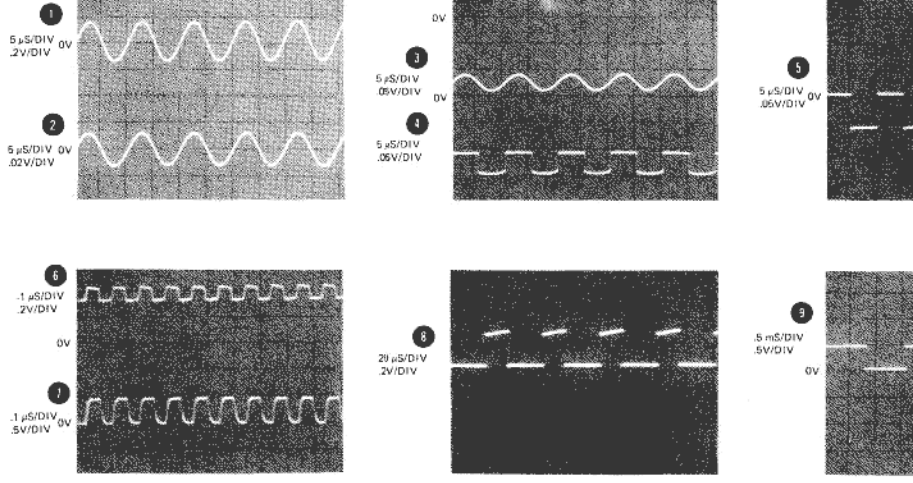 1
5 µS/DIV 0V
.2V/DIV
2
5 µS/DIV 0V
.02V/DIV
0V
3
5 µS/DIV
.05V/DIV
0V
4
5 µS/DIV
.05V/DIV
5
5 µS/DIV
.05V/DIV 0V
6
.1 µS/DIV
.2V/DIV
0V
7
.1 µS/DIV
.5V/DIV 0V
8
20 µS/DIV
.2V/DIV
9
.5 mS/DIV
.5V/DIV
0V